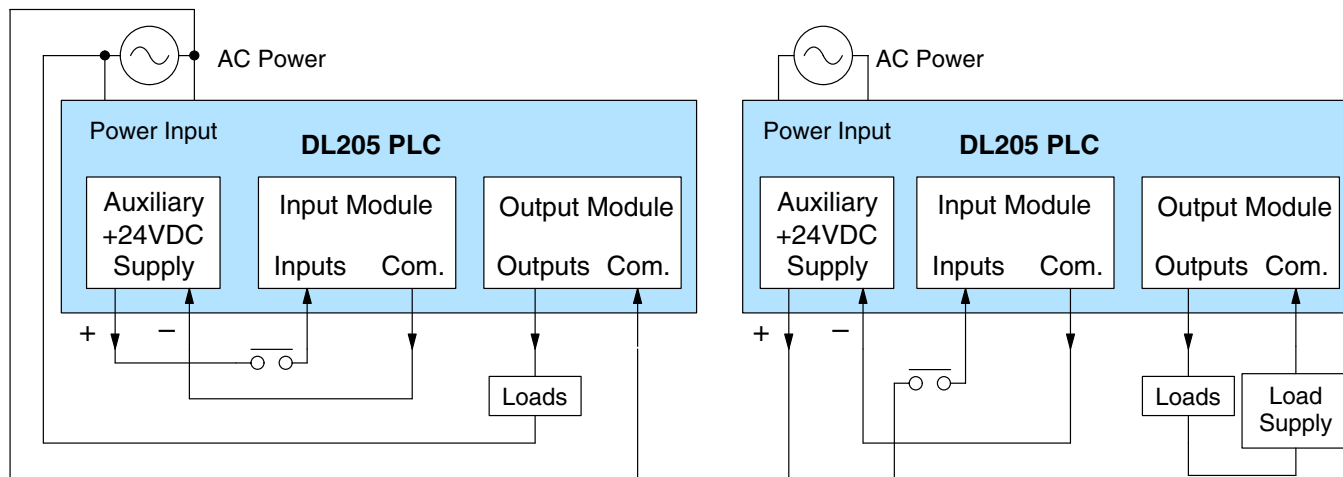 AC Power
Power Input
DL205 PLC
Auxiliary
+24VDC
Supply
Input Module
Inputs Com.
Output Module
Outputs Com.
+ −
Loads
AC Power
Power Input
DL205 PLC
Auxiliary
+24VDC
Supply
Input Module
Inputs Com.
Output Module
Outputs Com.
+ −
Loads
Load
Supply